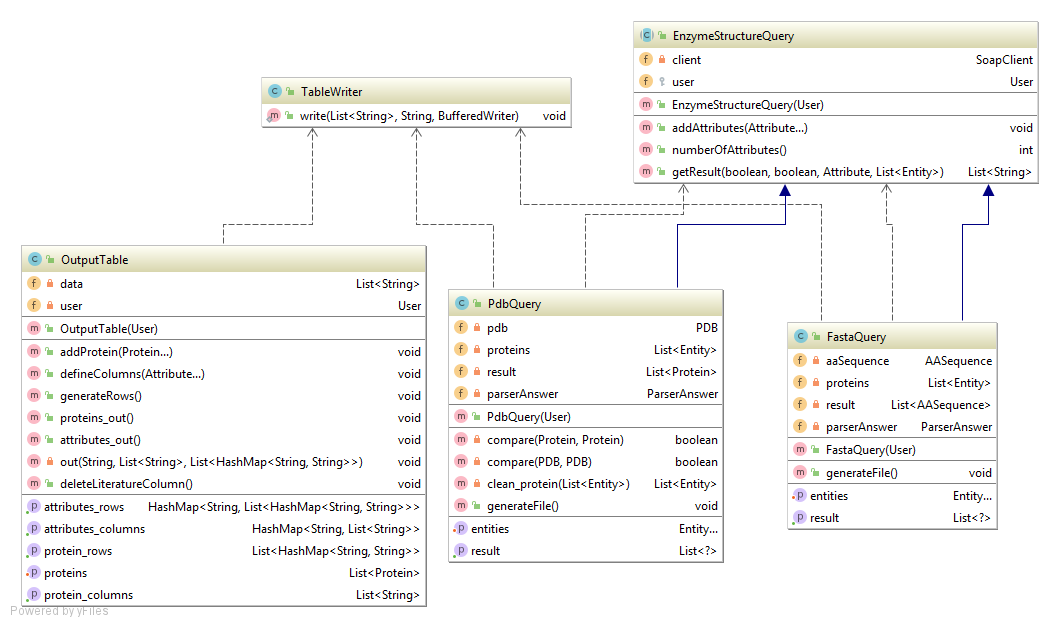 EnzymeStructureQuery
client SoapClient
user User
EnzymeStructureQuery(User)
addAttributes(Attribute...) void
numberOfAttributes() int
getResult(boolean, boolean, Attribute, List<Entity>) List<String>
TableWriter
write(List<String>, String, BufferedWriter) void
OutputTable
data List<String>
user User
OutputTable(User)
addProtein(Protein...) void
defineColumns(Attribute...) void
generateRows() void
proteins_out() void
attributes_out() void
out(String, List<String>, List<HashMap<String, String>>) void
deleteLiteratureColumn() void
attributes_rows HashMap<String, List<HashMap<String, String>>>
attributes_columns HashMap<String, List<String>>
protein_rows List<HashMap<String, String>>
proteins List<Protein>
protein_columns List<String>
PdbQuery
pdb PDB
proteins List<Entity>
result List<Protein>
parserAnswer ParserAnswer
PdbQuery(User)
compare(Protein, Protein) boolean
compare(PDB, PDB) boolean
clean_protein(List<Entity>) List<Entity>
generateFile() void
entities Entity...
result List<?>
FastaQuery
aaSequence AASequence
proteins List<Entity>
result List<AASequence>
parserAnswer ParserAnswer
FastaQuery(User)
generateFile() void
entities Entity...
result List<?>
Powered by yFiles